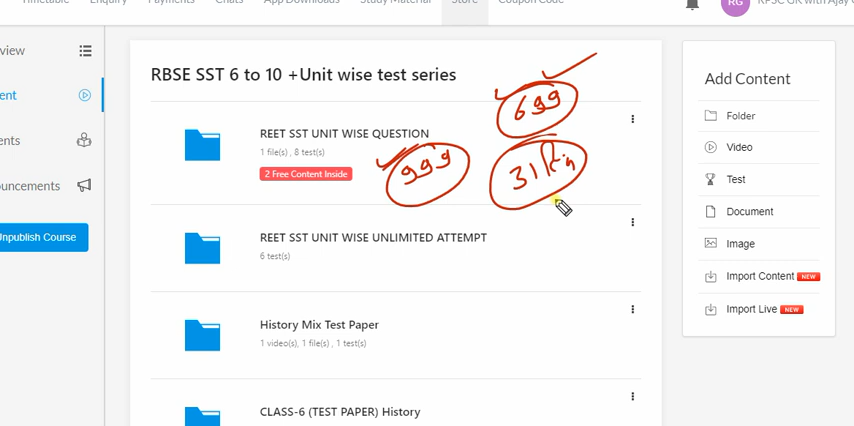 Timetable Enquiry Payments Chats App Downloads Study Material Store Coupon Code
RG RPSC GK with Ajay
view
ent
ents
ouncements
Unpublish Course
RBSE SST 6 to 10 +Unit wise test series
699
REET SST UNIT WISE QUESTION
1 file(s) , 8 test(s)
2 Free Content Inside
999
31
REET SST UNIT WISE UNLIMITED ATTEMPT
6 test(s)
History Mix Test Paper
1 video(s), 1 file(s) , 1 test(s)
CLASS-6 (TEST PAPER) History
Add Content
Folder
Video
Test
Document
Image
Import Content NEW
Import Live NEW